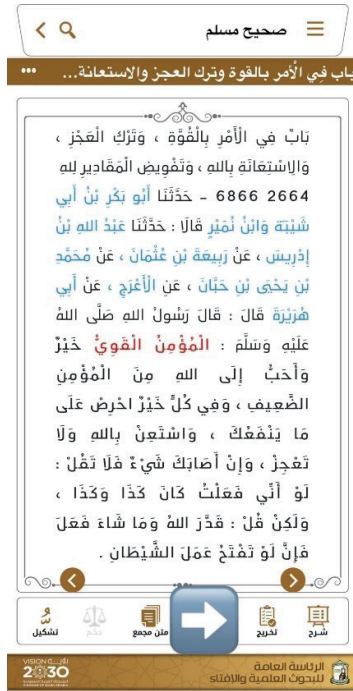 صحيح مسلم
باب في الأمر بالقوة وترك العجز والاستعانة...
بَابٌ فِي الْأَمْرِ بِالْقُوَّةِ ، وَتَرْكِ الْعَجْزِ ،
وَالِاسْتِعَانَةِ بِاللهِ ، وَتَفْوِيضِ الْمَقَادِيرِ لِلهِ
2664 6866 - حَدَّثَنَا أَبُو بَكْرِ بْنُ أَبِي
شَيْبَةَ وَابْنُ نُمَيْرٍ قَالَا : حَدَّثَنَا عَبْدُ اللهِ بْنُ
إِدْرِيسَ ، عَنْ رَبِيعَةَ بْنِ عُثْمَانَ ، عَنْ مُحَمَّدِ
بْنِ يَحْيَى بْنِ حَبَّانَ ، عَنِ الْأَعْرَجِ ، عَنْ أَبِي
هُرَيْرَةَ قَالَ : قَالَ رَسُولُ اللهِ صَلَّى اللهُ
عَلَيْهِ وَسَلَّمَ : الْمُؤْمِنُ الْقَوِيُّ خَيْرٌ
وَأَحَبُّ إِلَى اللهِ مِنَ الْمُؤْمِنِ
الضَّعِيفِ ، وَفِي كُلٍّ خَيْرٌ احْرِصْ عَلَى
مَا يَنْفَعُكَ ، وَاسْتَعِنْ بِاللهِ وَلَا
تَعْجِزْ ، وَإِنْ أَصَابَكَ شَيْءٌ فَلَا تَقُلْ :
لَوْ أَنِّي فَعَلْتُ كَانَ كَذَا وَكَذَا ،
وَلَكِنْ قُلْ : قَدَّرَ اللهُ وَمَا شَاءَ فَعَلَ
فَإِنَّ لَوْ تَفْتَحُ عَمَلَ الشَّيْطَانِ .
شرح تخريج متن مجمع حكم تشكيل
الرئاسة العامة
للبحوث العلمية والإفتاء
VISION رؤية
2030